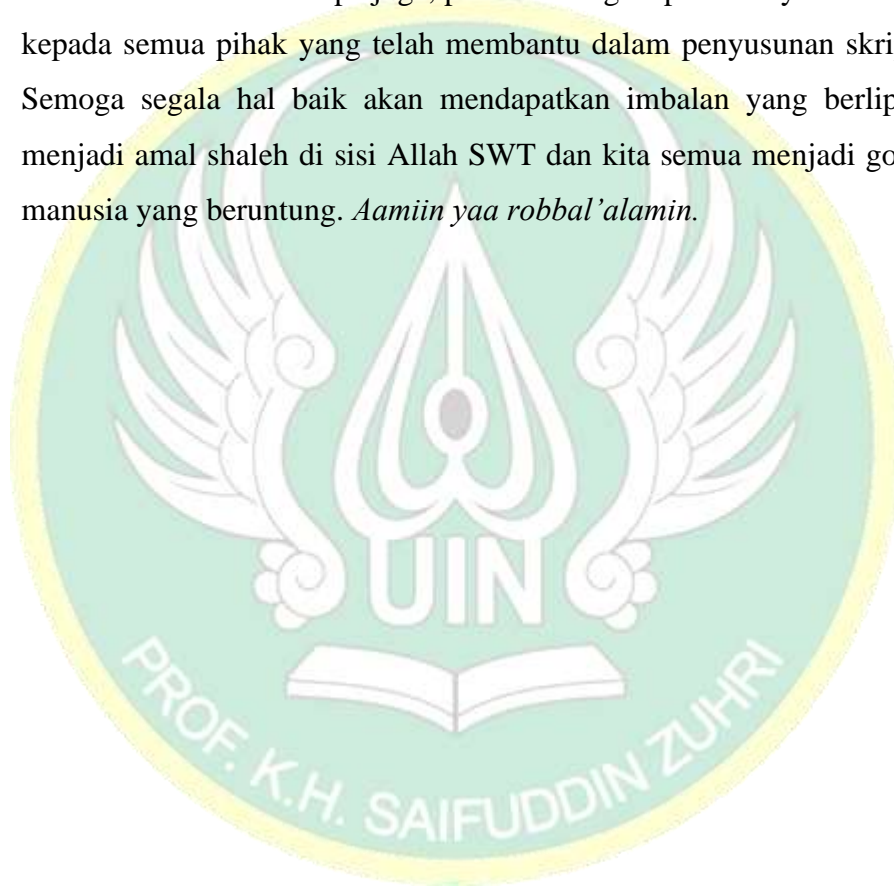 kepada semua pihak yang telah membantu dalam penyusunan skri
Semoga segala hal baik akan mendapatkan imbalan yang berlip
menjadi amal shaleh di sisi Allah SWT dan kita semua menjadi go
manusia yang beruntung. Aamiin yaa robbal’alamin.
UIN
PROF. K.H. SAIFUDDIN ZUHRI